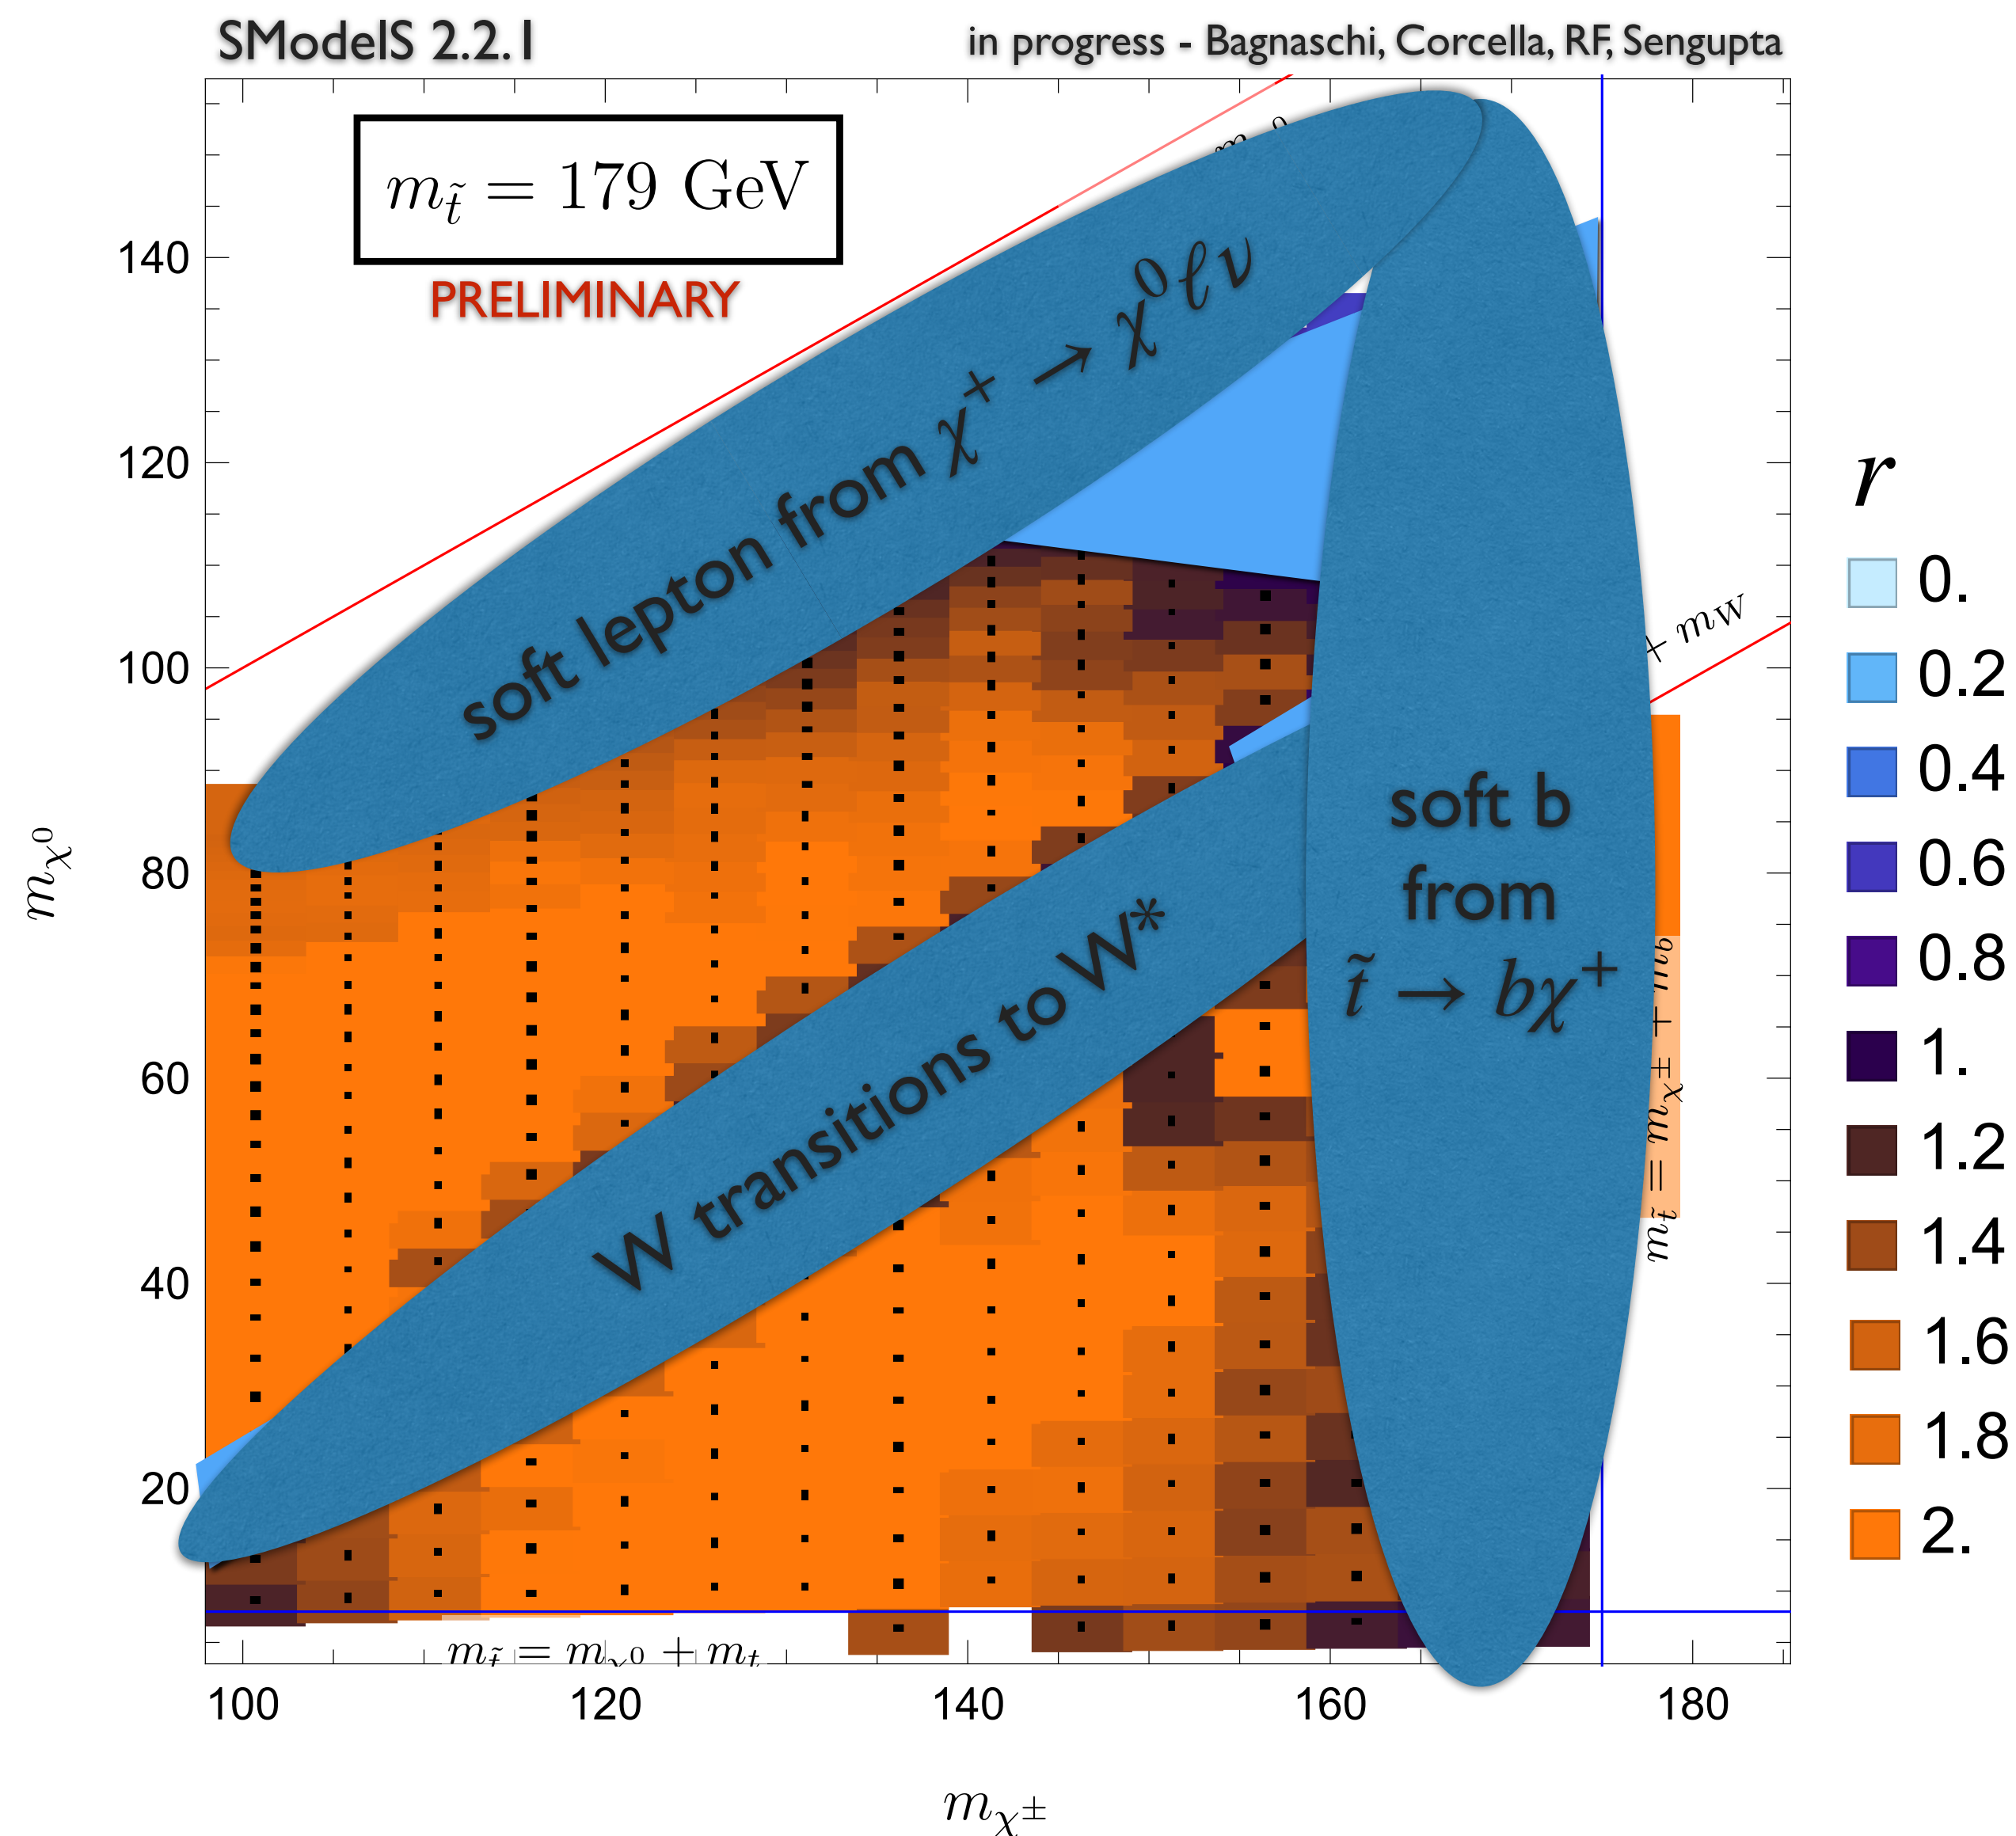 SModelS 2.2.1
in progress - Bagnaschi, Corcella, RF, Sengupta
m_t̃ = 179 GeV
PRELIMINARY
soft lepton from χ⁺ → χ⁰ℓν
W transitions to W*
soft b
from
t̃ → bχ⁺
+ m_W
m_t̃ = m_χ± + m_b
m_t̃ = m_χ⁰ + m_t
m_χ⁰
140
120
100
80
60
40
20
100 120 140 160 180
m_χ±
r
0.
0.2
0.4
0.6
0.8
1.
1.2
1.4
1.6
1.8
2.